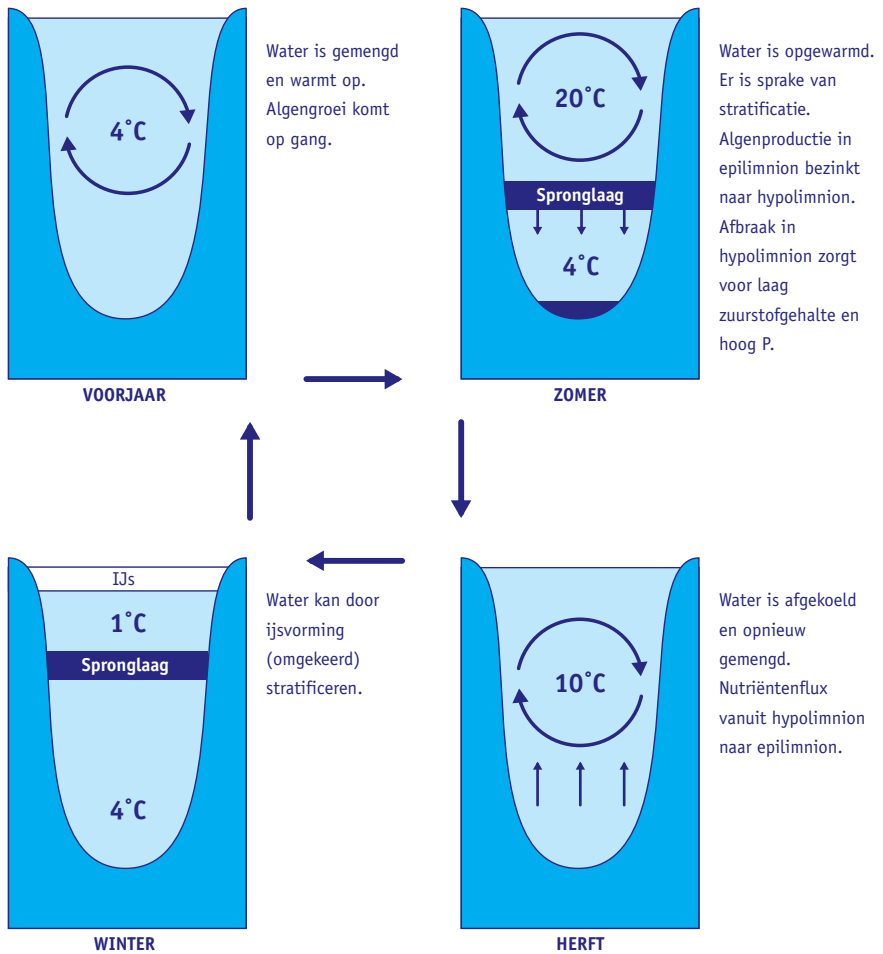 4°C
Water is gemengd
en warmt op.
Algengroei komt
op gang.
VOORJAAR
20°C
Spronglaag
4°C
Water is opgewarmd.
Er is sprake van
stratificatie.
Algenproductie in
epilimnion bezinkt
naar hypolimnion.
Afbraak in
hypolimnion zorgt
voor laag
zuurstofgehalte en
hoog P.
ZOMER
IJs
1°C
Spronglaag
4°C
Water kan door
ijsvorming
(omgekeerd)
stratificeren.
WINTER
10°C
Water is afgekoeld
en opnieuw
gemengd.
Nutriëntenflux
vanuit hypolimnion
naar epilimnion.
HERFT